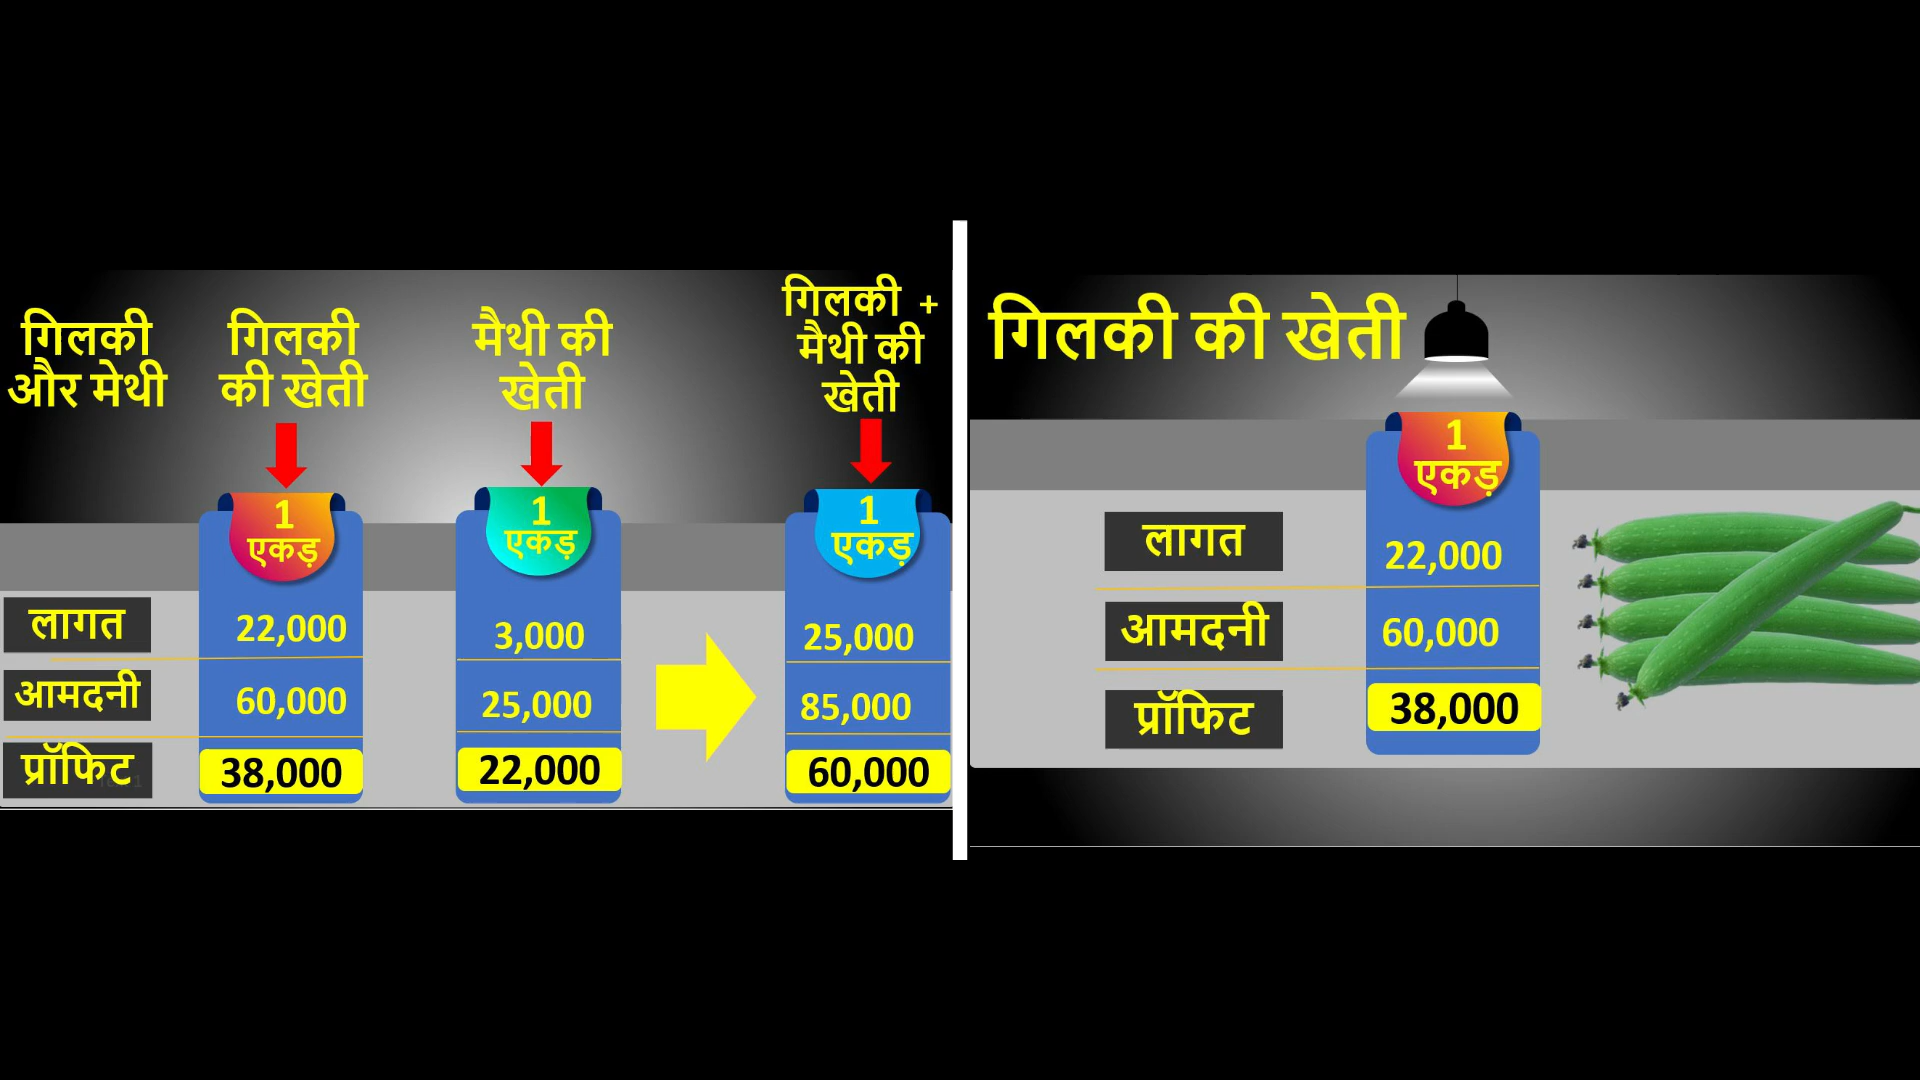 गिलकी
और मेथी
गिलकी
की खेती
मैथी की
खेती
गिलकी +
मैथी की
खेती
1
एकड़
1
एकड़
1
एकड़
लागत
22,000
3,000
25,000
आमदनी
60,000
25,000
85,000
प्रॉफिट
38,000
22,000
60,000
गिलकी की खेती
1
एकड़
लागत
22,000
आमदनी
60,000
प्रॉफिट
38,000